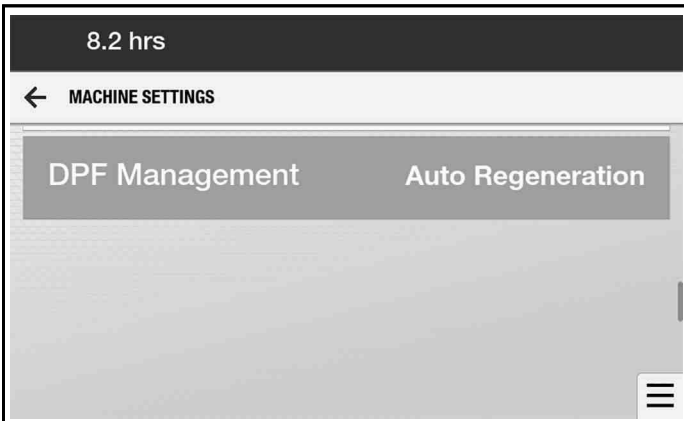 8.2 hrs
MACHINE SETTINGS
DPF Management Auto Regeneration